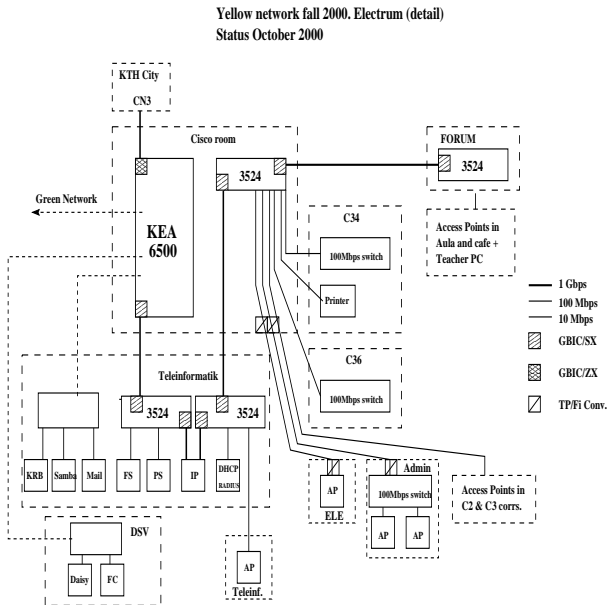 Yellow network fall 2000. Electrum (detail)
Status October 2000
KTH City
CN3
Cisco room
FORUM
3524
3524
Green Network
KEA
6500
C34
100Mbps switch
Printer
Access Points in
Aula and cafe +
Teacher PC
1 Gbps
100 Mbps
10 Mbps
GBIC/SX
GBIC/ZX
TP/Fi Conv.
C36
100Mbps switch
Teleinformatik
3524
3524
KRB
Samba
Mail
FS
PS
IP
DHCP
RADIUS
AP
ELE
Admin
100Mbps switch
AP
AP
Access Points in
C2 & C3 corrs.
DSV
Daisy
FC
AP
Teleinf.